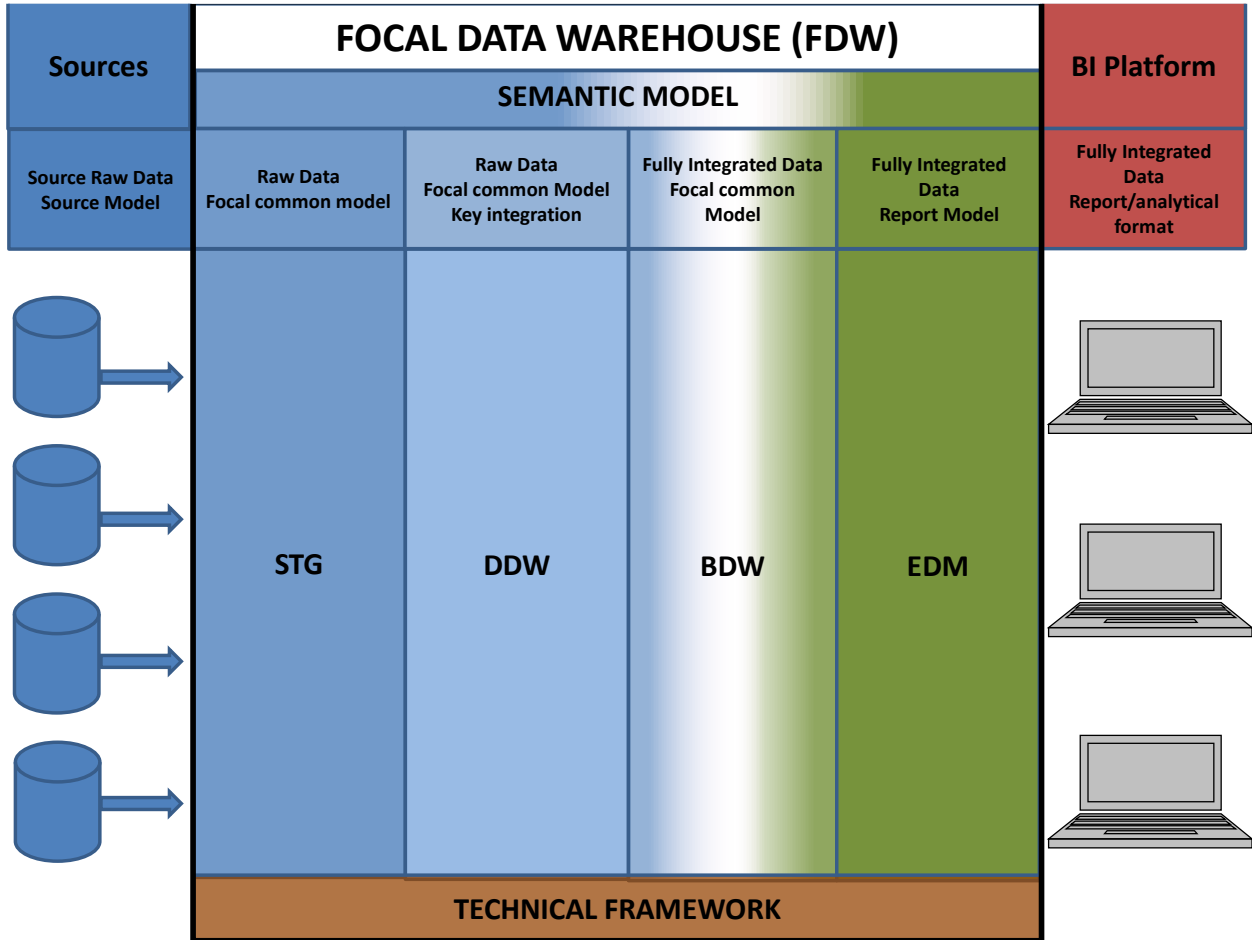 FOCAL DATA WAREHOUSE (FDW)
Sources
BI Platform
SEMANTIC MODEL
Source Raw Data
Source Model
Raw Data
Focal common model
Raw Data
Focal common Model
Key integration
Fully Integrated Data
Focal common
Model
Fully Integrated
Data
Report Model
Fully Integrated
Data
Report/analytical
format
STG
DDW
BDW
EDM
TECHNICAL FRAMEWORK